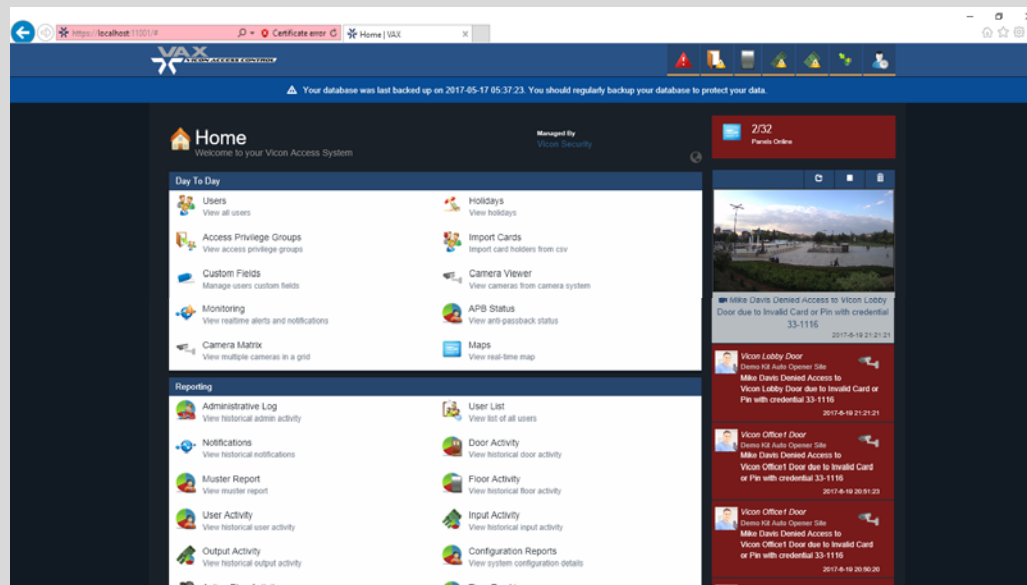 https://localhost:11001/#
Certificate error
Home | VAX
VAX
VICON ACCESS CONTROL
Your database was last backed up on 2017-05-17 05:37:23. You should regularly backup your database to protect your data.
Home
Welcome to your Vicon Access System
Managed By
Vicon Security
2/32
Panels Online
Day To Day
Users
View all users
Holidays
View holidays
Access Privilege Groups
View access privilege groups
Import Cards
Import card holders from csv
Custom Fields
Manage users custom fields
Camera Viewer
View cameras from camera system
Monitoring
View realtime alerts and notifications
APB Status
View anti-passback status
Camera Matrix
View multiple cameras in a grid
Maps
View real-time map
Reporting
Administrative Log
View historical admin activity
User List
View list of all users
Notifications
View historical notifications
Door Activity
View historical door activity
Muster Report
View muster report
Floor Activity
View historical floor activity
User Activity
View historical user activity
Input Activity
View historical input activity
Output Activity
View historical output activity
Configuration Reports
View system configuration details
Mike Davis Denied Access to Vicon Lobby
Door due to Invalid Card or Pin with credential
33-1116
2017-6-19 21:21:21
Vicon Lobby Door
Demo Kit Auto Opener Site
Mike Davis Denied Access to
Vicon Lobby Door due to Invalid Card or
Pin with credential 33-1116
2017-6-19 21:21:21
Vicon Office1 Door
Demo Kit Auto Opener Site
Mike Davis Denied Access to
Vicon Office1 Door due to Invalid Card
or Pin with credential 33-1116
2017-6-19 20:51:23
Vicon Office1 Door
Demo Kit Auto Opener Site
Mike Davis Denied Access to
Vicon Office1 Door due to Invalid Card
or Pin with credential 33-1116
2017-6-19 20:50:20